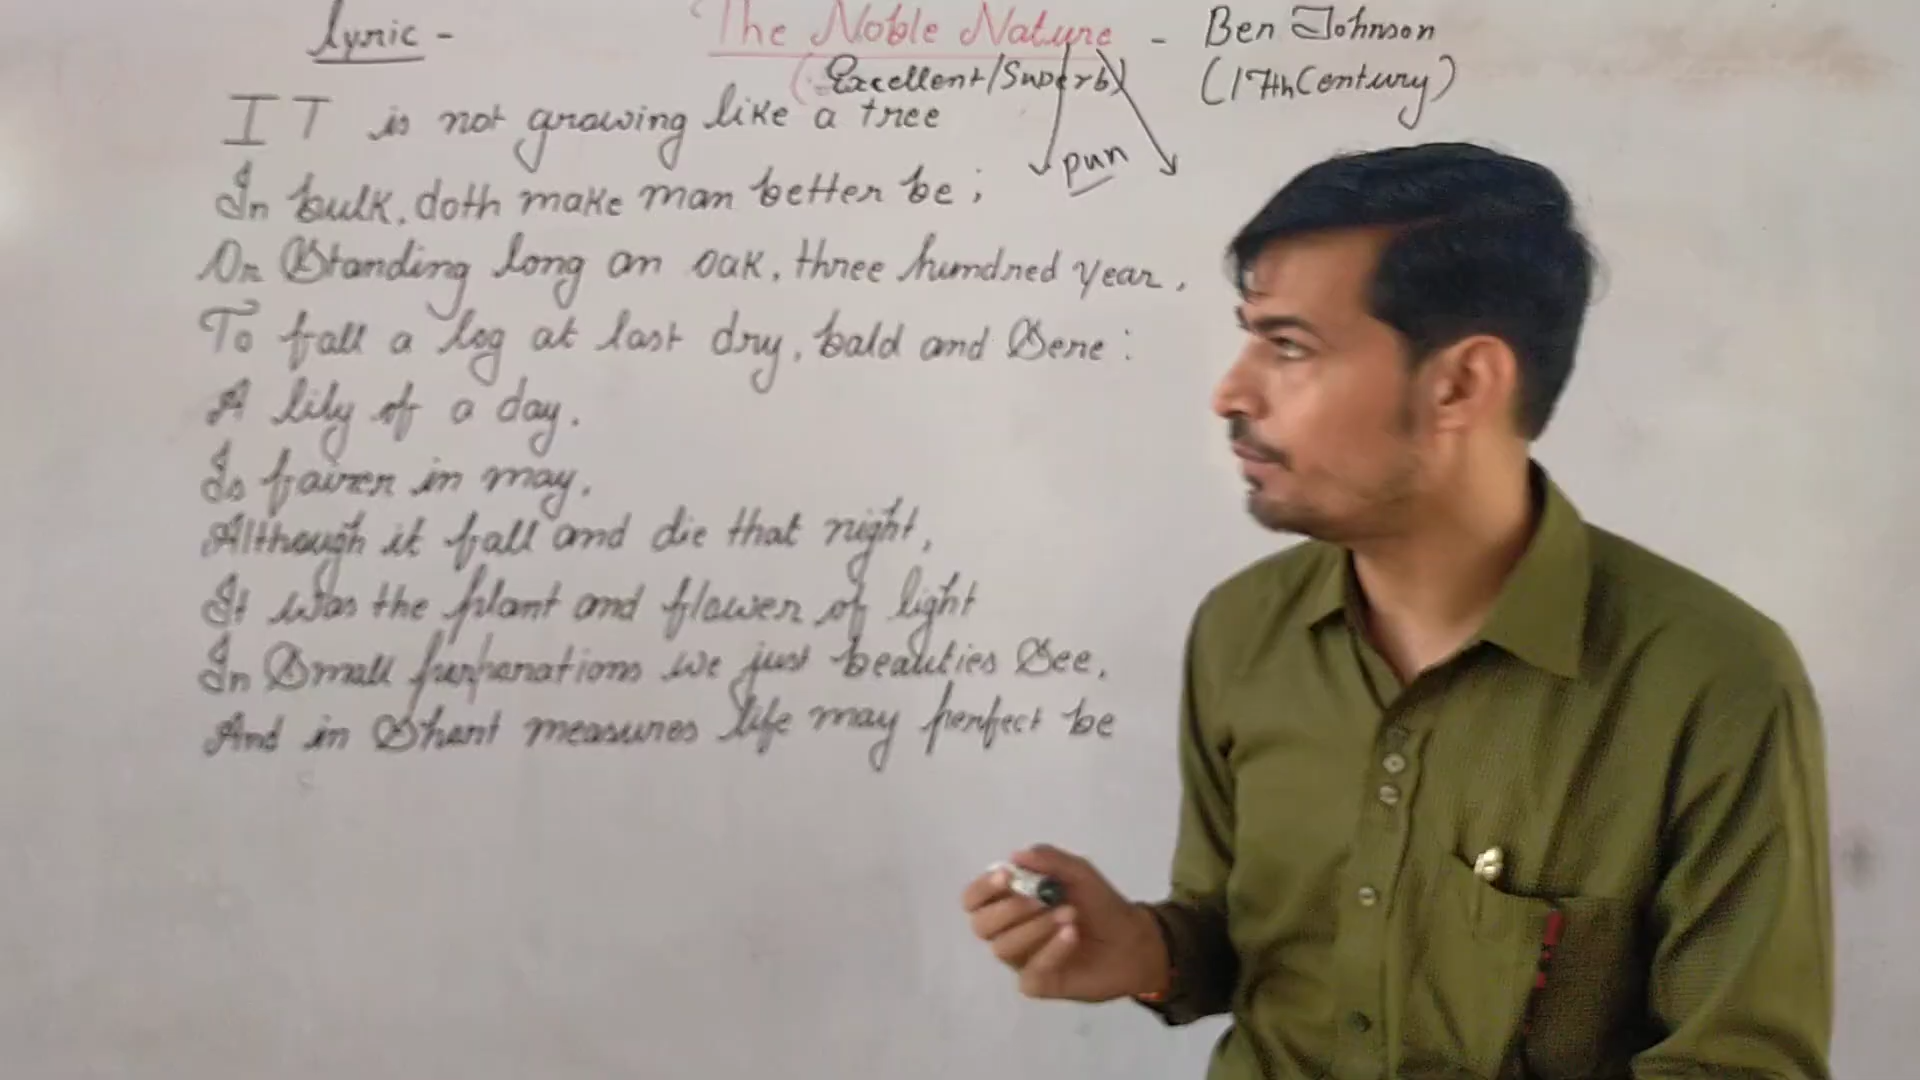 lyric - The Noble Nature - Ben Johnson
(Excellent/Superb) (17th Century)
pun
IT is not growing like a tree
In bulk, doth make man better be;
Or Standing long an oak, three hundred year,
To fall a log at last dry, bald and Sere:
A lily of a day,
Is fairer in may,
Although it fall and die that night,
It was the plant and flower of light
In Small purpanations we just beauties See,
And in Short measures life may perfect be